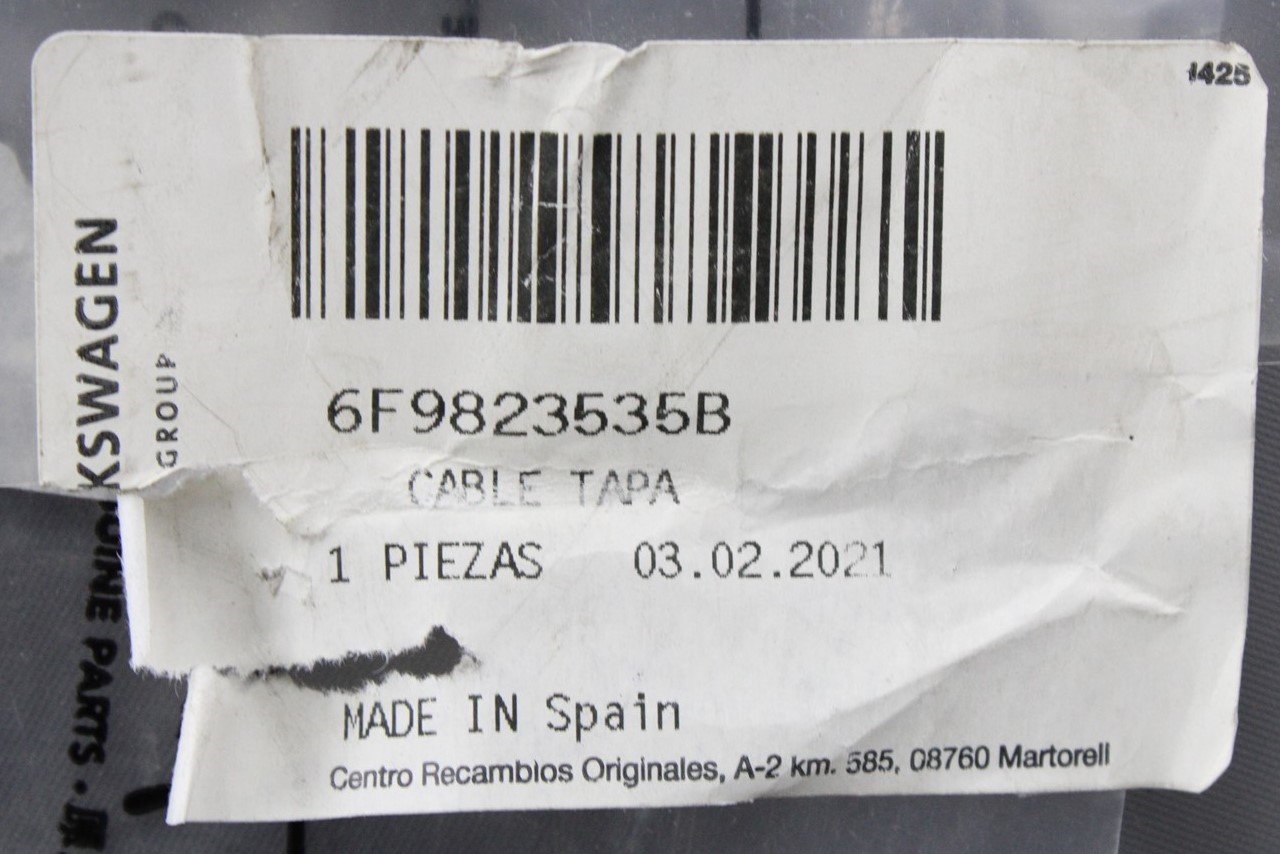 1425
KSWAGEN
GROUP
6F9823535B
CABLE TAPA
1 PIEZAS 03.02.2021
MADE IN Spain
Centro Recambios Originales, A-2 km. 585, 08760 Martorell
PARTS.